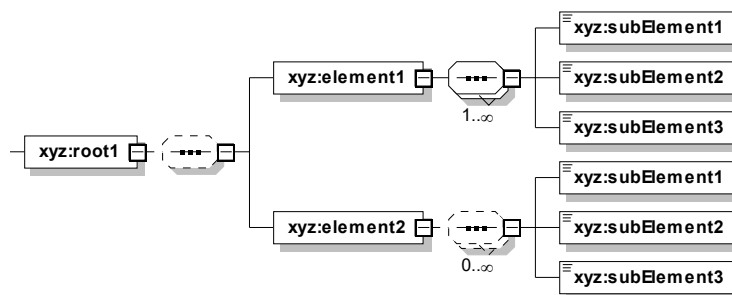 xyz:root1
xyz:element1
1..∞
xyz:subElement1
xyz:subElement2
xyz:subElement3
xyz:element2
0..∞
xyz:subElement1
xyz:subElement2
xyz:subElement3